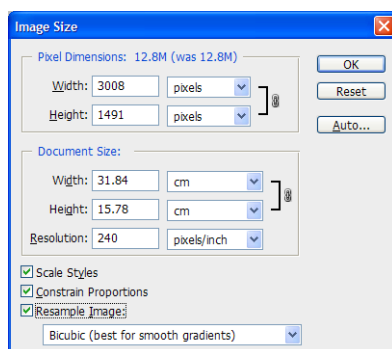 Image Size
Pixel Dimensions: 12.8M (was 12.8M)
Width: 3008 pixels
Height: 1491 pixels
Document Size:
Width: 31.84 cm
Height: 15.78 cm
Resolution: 240 pixels/inch
Scale Styles
Constrain Proportions
Resample Image:
Bicubic (best for smooth gradients)
OK
Reset
Auto...